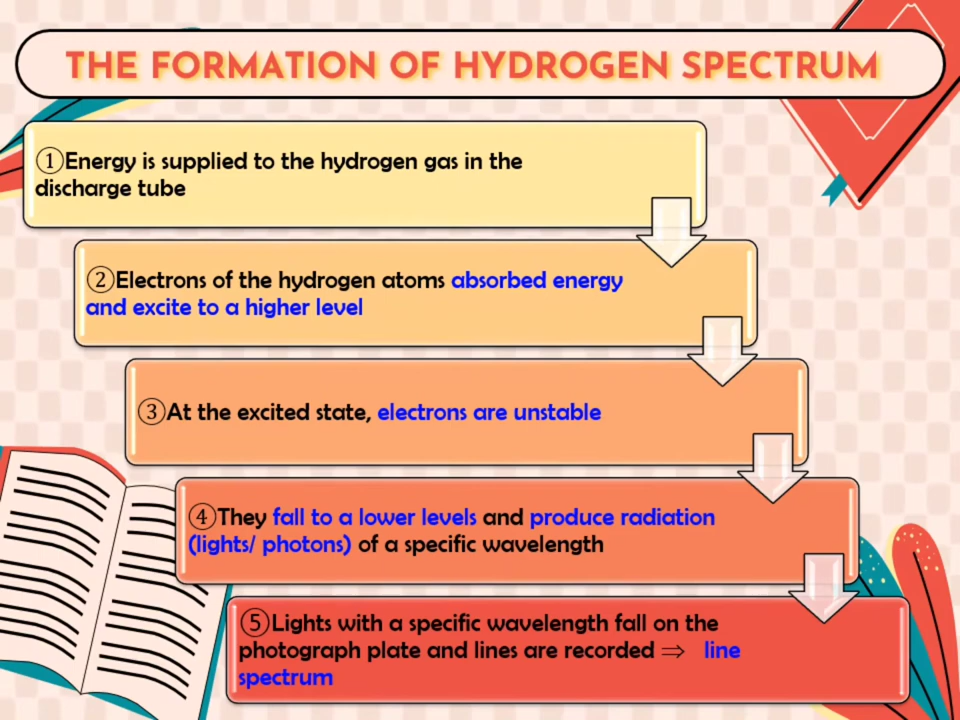 THE FORMATION OF HYDROGEN SPECTRUM
①Energy is supplied to the hydrogen gas in the
discharge tube
②Electrons of the hydrogen atoms absorbed energy
and excite to a higher level
③At the excited state, electrons are unstable
④They fall to a lower levels and produce radiation
(lights/ photons) of a specific wavelength
⑤Lights with a specific wavelength fall on the
photograph plate and lines are recorded ⇒ line
spectrum